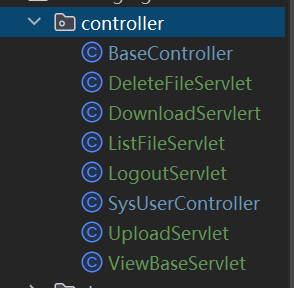 controller
BaseController
DeleteFileServlet
DownloadServlert
ListFileServlet
LogoutServlet
SysUserController
UploadServlet
ViewBaseServlet